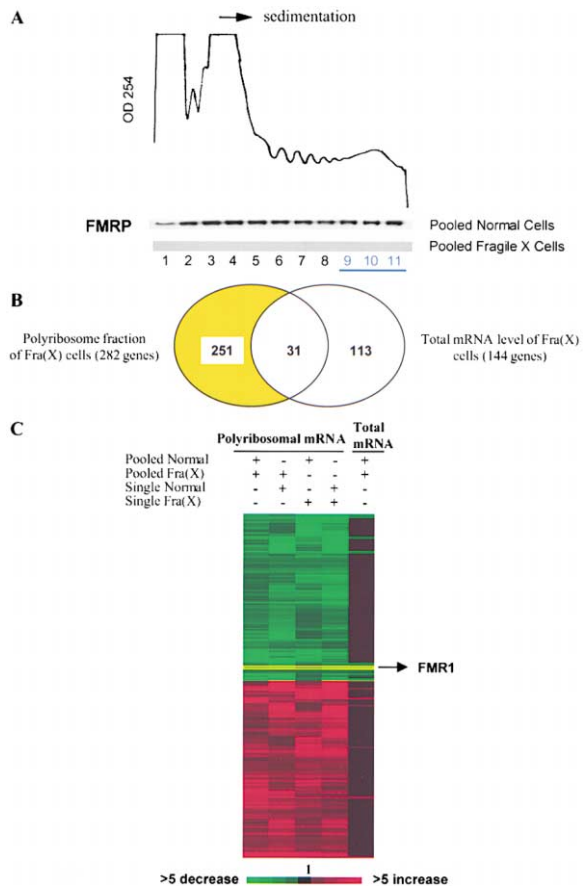 A
sedimentation
OD 254
FMRP
Pooled Normal Cells
Pooled Fragile X Cells
1 2 3 4 5 6 7 8 9 10 11
B
Polyribosome fraction
of Fra(X) cells (282 genes)
251 31 113
Total mRNA level of Fra(X)
cells (144 genes)
C
Polyribosomal mRNA
Total
mRNA
Pooled Normal + - + - +
Pooled Fra(X) + + - - +
Single Normal - + - + -
Single Fra(X) - - + + -
FMR1
>5 decrease
1
>5 increase